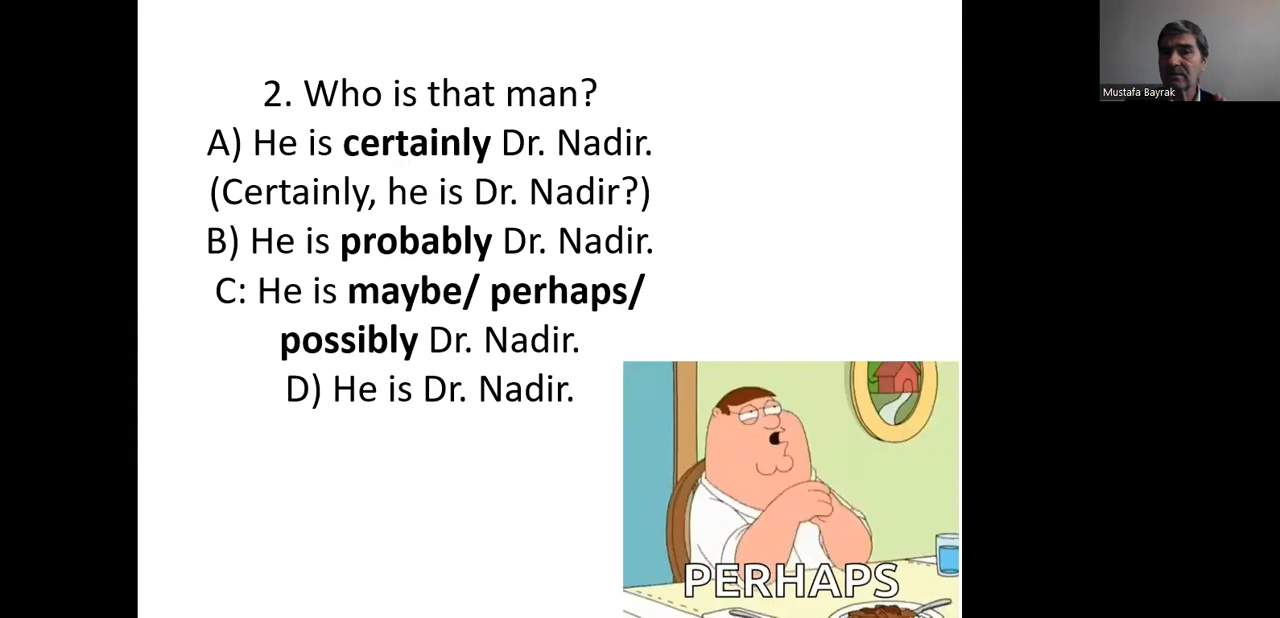 2. Who is that man?
A) He is certainly Dr. Nadir.
(Certainly, he is Dr. Nadir?)
B) He is probably Dr. Nadir.
C: He is maybe/ perhaps/
possibly Dr. Nadir.
D) He is Dr. Nadir.
PERHAPS
Mustafa Bayrak